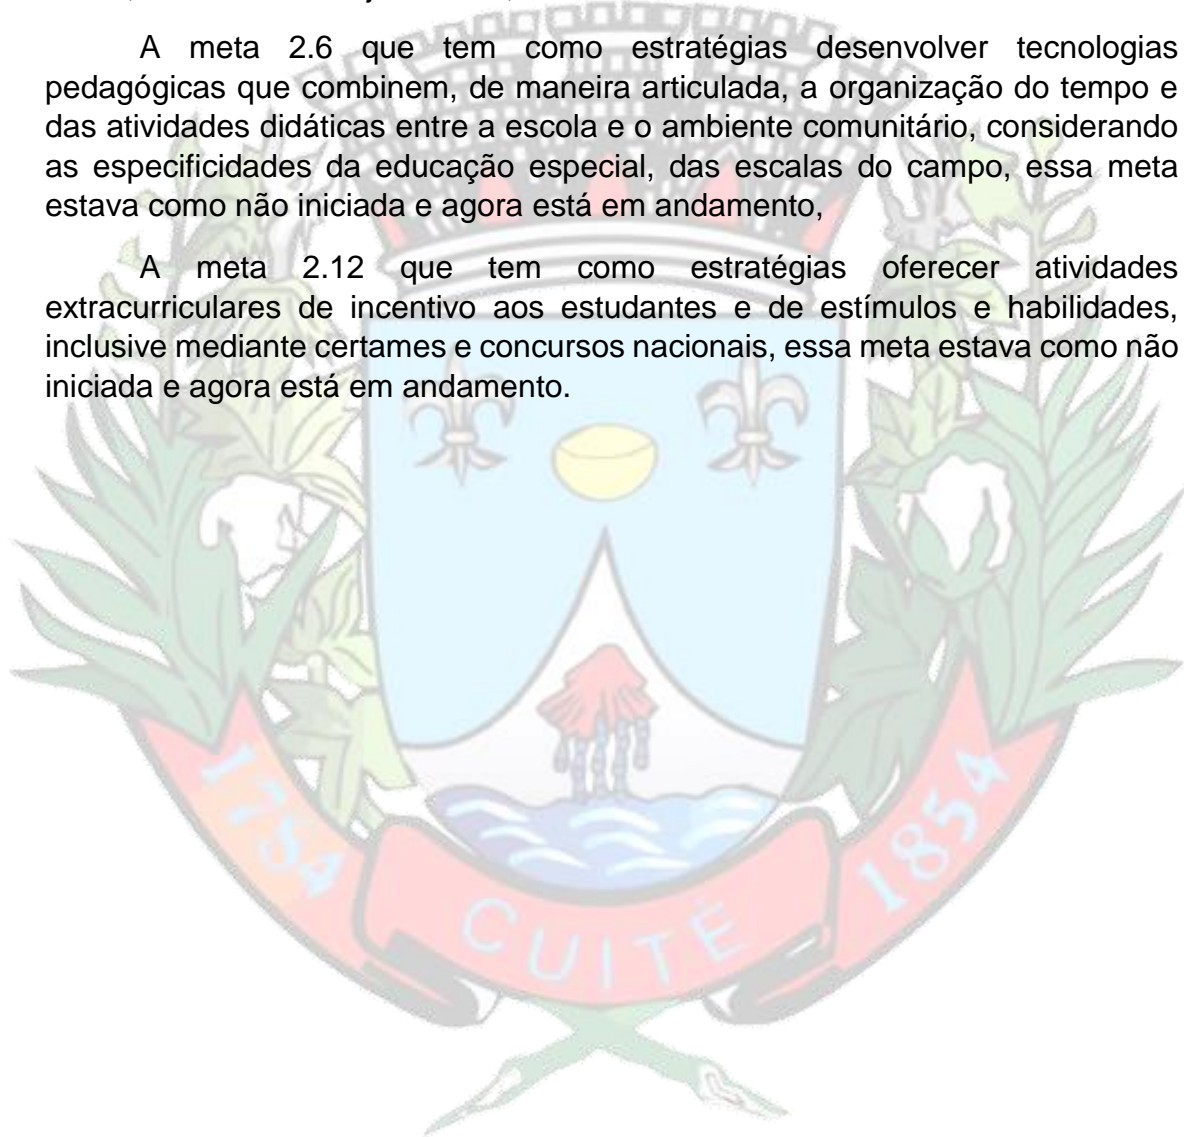 A meta 2.6 que tem como estratégias desenvolver tecnologias
pedagógicas que combinem, de maneira articulada, a organização do tempo e
das atividades didáticas entre a escola e o ambiente comunitário, considerando
as especificidades da educação especial, das escalas do campo, essa meta
estava como não iniciada e agora está em andamento,
A meta 2.12 que tem como estratégias oferecer atividades
extracurriculares de incentivo aos estudantes e de estímulos e habilidades,
inclusive mediante certames e concursos nacionais, essa meta estava como não
iniciada e agora está em andamento.
1754
CUITÉ
1854